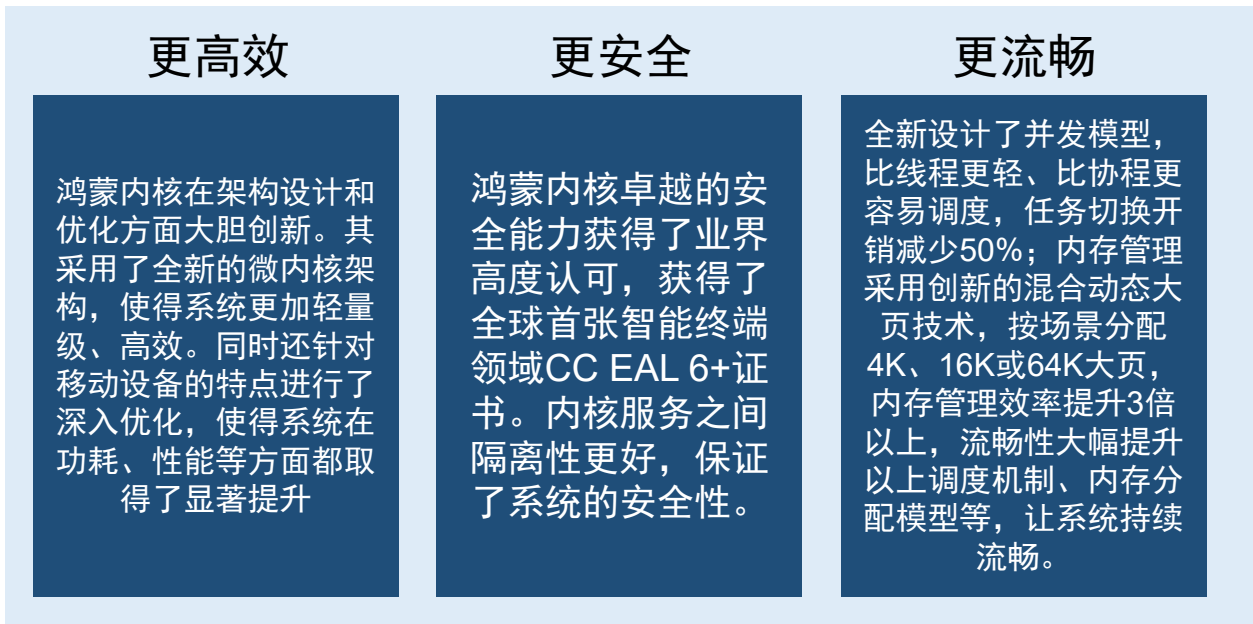 更高效
鸿蒙内核在架构设计和
优化方面大胆创新。其
采用了全新的微内核架
构，使得系统更加轻量
级、高效。同时还针对
移动设备的特点进行了
深入优化，使得系统在
功耗、性能等方面都取
得了显著提升
更安全
鸿蒙内核卓越的安
全能力获得了业界
高度认可，获得了
全球首张智能终端
领域CC EAL 6+证
书。内核服务之间
隔离性更好，保证
了系统的安全性。
更流畅
全新设计了并发模型，
比线程更轻、比协程更
容易调度，任务切换开
销减少50%；内存管理
采用创新的混合动态大
页技术，按场景分配
4K、16K或64K大页，
内存管理效率提升3倍
以上，流畅性大幅提升
以上调度机制、内存分
配模型等，让系统持续
流畅。